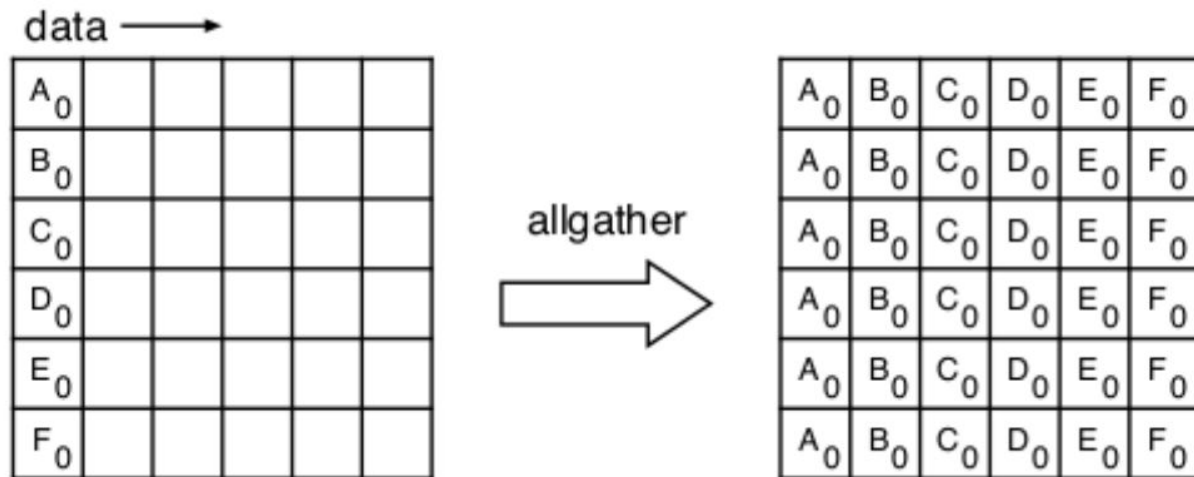 data
A0 A0 B0 C0 D0 E0 F0
B0 A0 B0 C0 D0 E0 F0
C0 A0 B0 C0 D0 E0 F0
allgather
D0 A0 B0 C0 D0 E0 F0
E0 A0 B0 C0 D0 E0 F0
F0 A0 B0 C0 D0 E0 F0